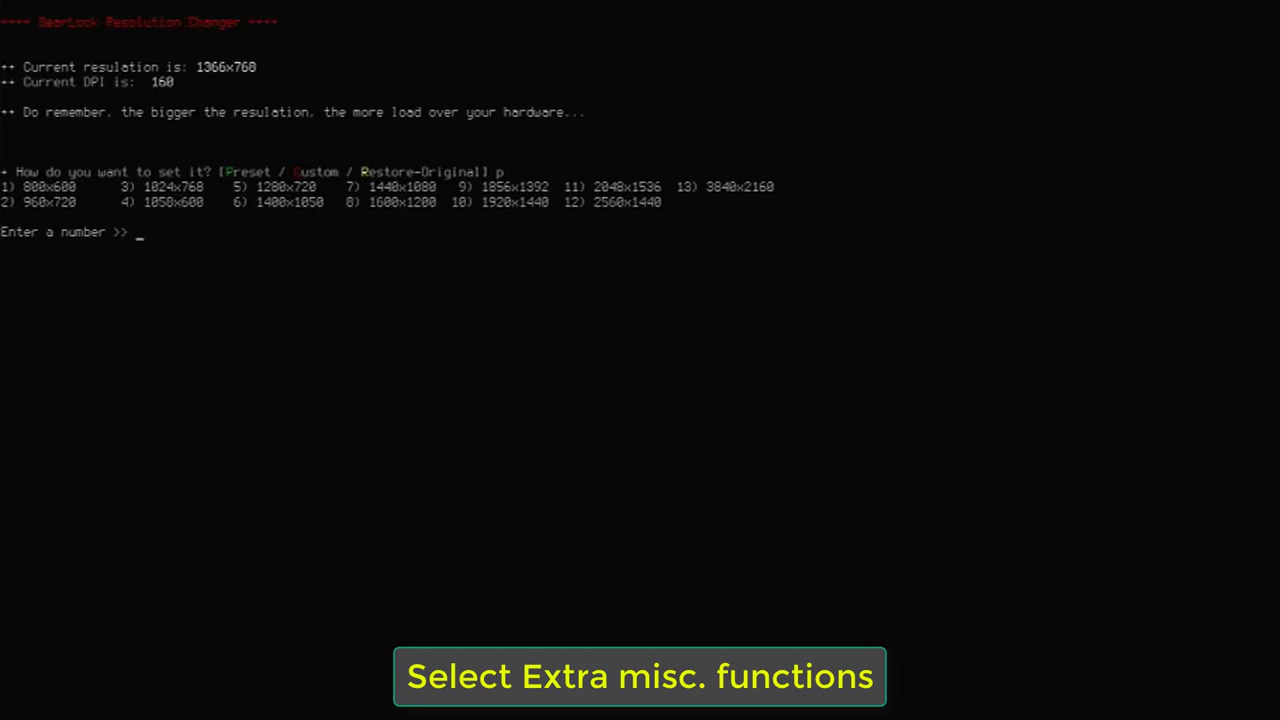 ++++ GearLock Resolution Changer ++++
++ Current resulation is: 1366x768
++ Current DPI is:  160
++ Do remember, the bigger the resulation, the more load over your hardware...
+ How do you want to set it? [Preset / Custom / Restore-Original] p
1) 800x600 3) 1024x768 5) 1280x720 7) 1440x1080 9) 1856x1392 11) 2048x1536 13) 3840x2160
2) 960x720 4) 1058x600 6) 1400x1050 8) 1600x1200 10) 1920x1440 12) 2560x1440
Enter a number >> _
Select Extra misc. functions